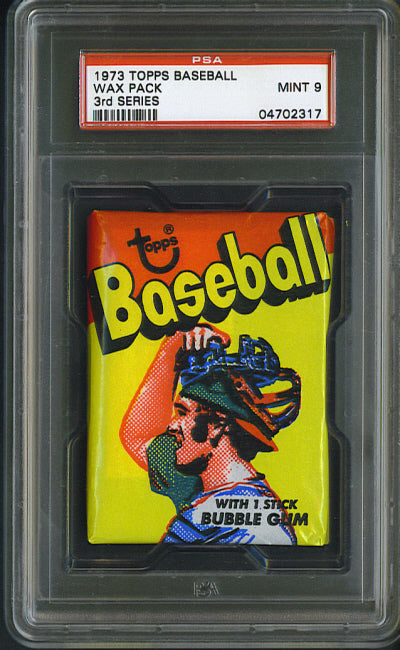 PSA
1973 TOPPS BASEBALL
WAX PACK MINT 9
3rd SERIES
04702317
Topps®
Baseball
WITH 1 STICK
BUBBLE GUM
PSA